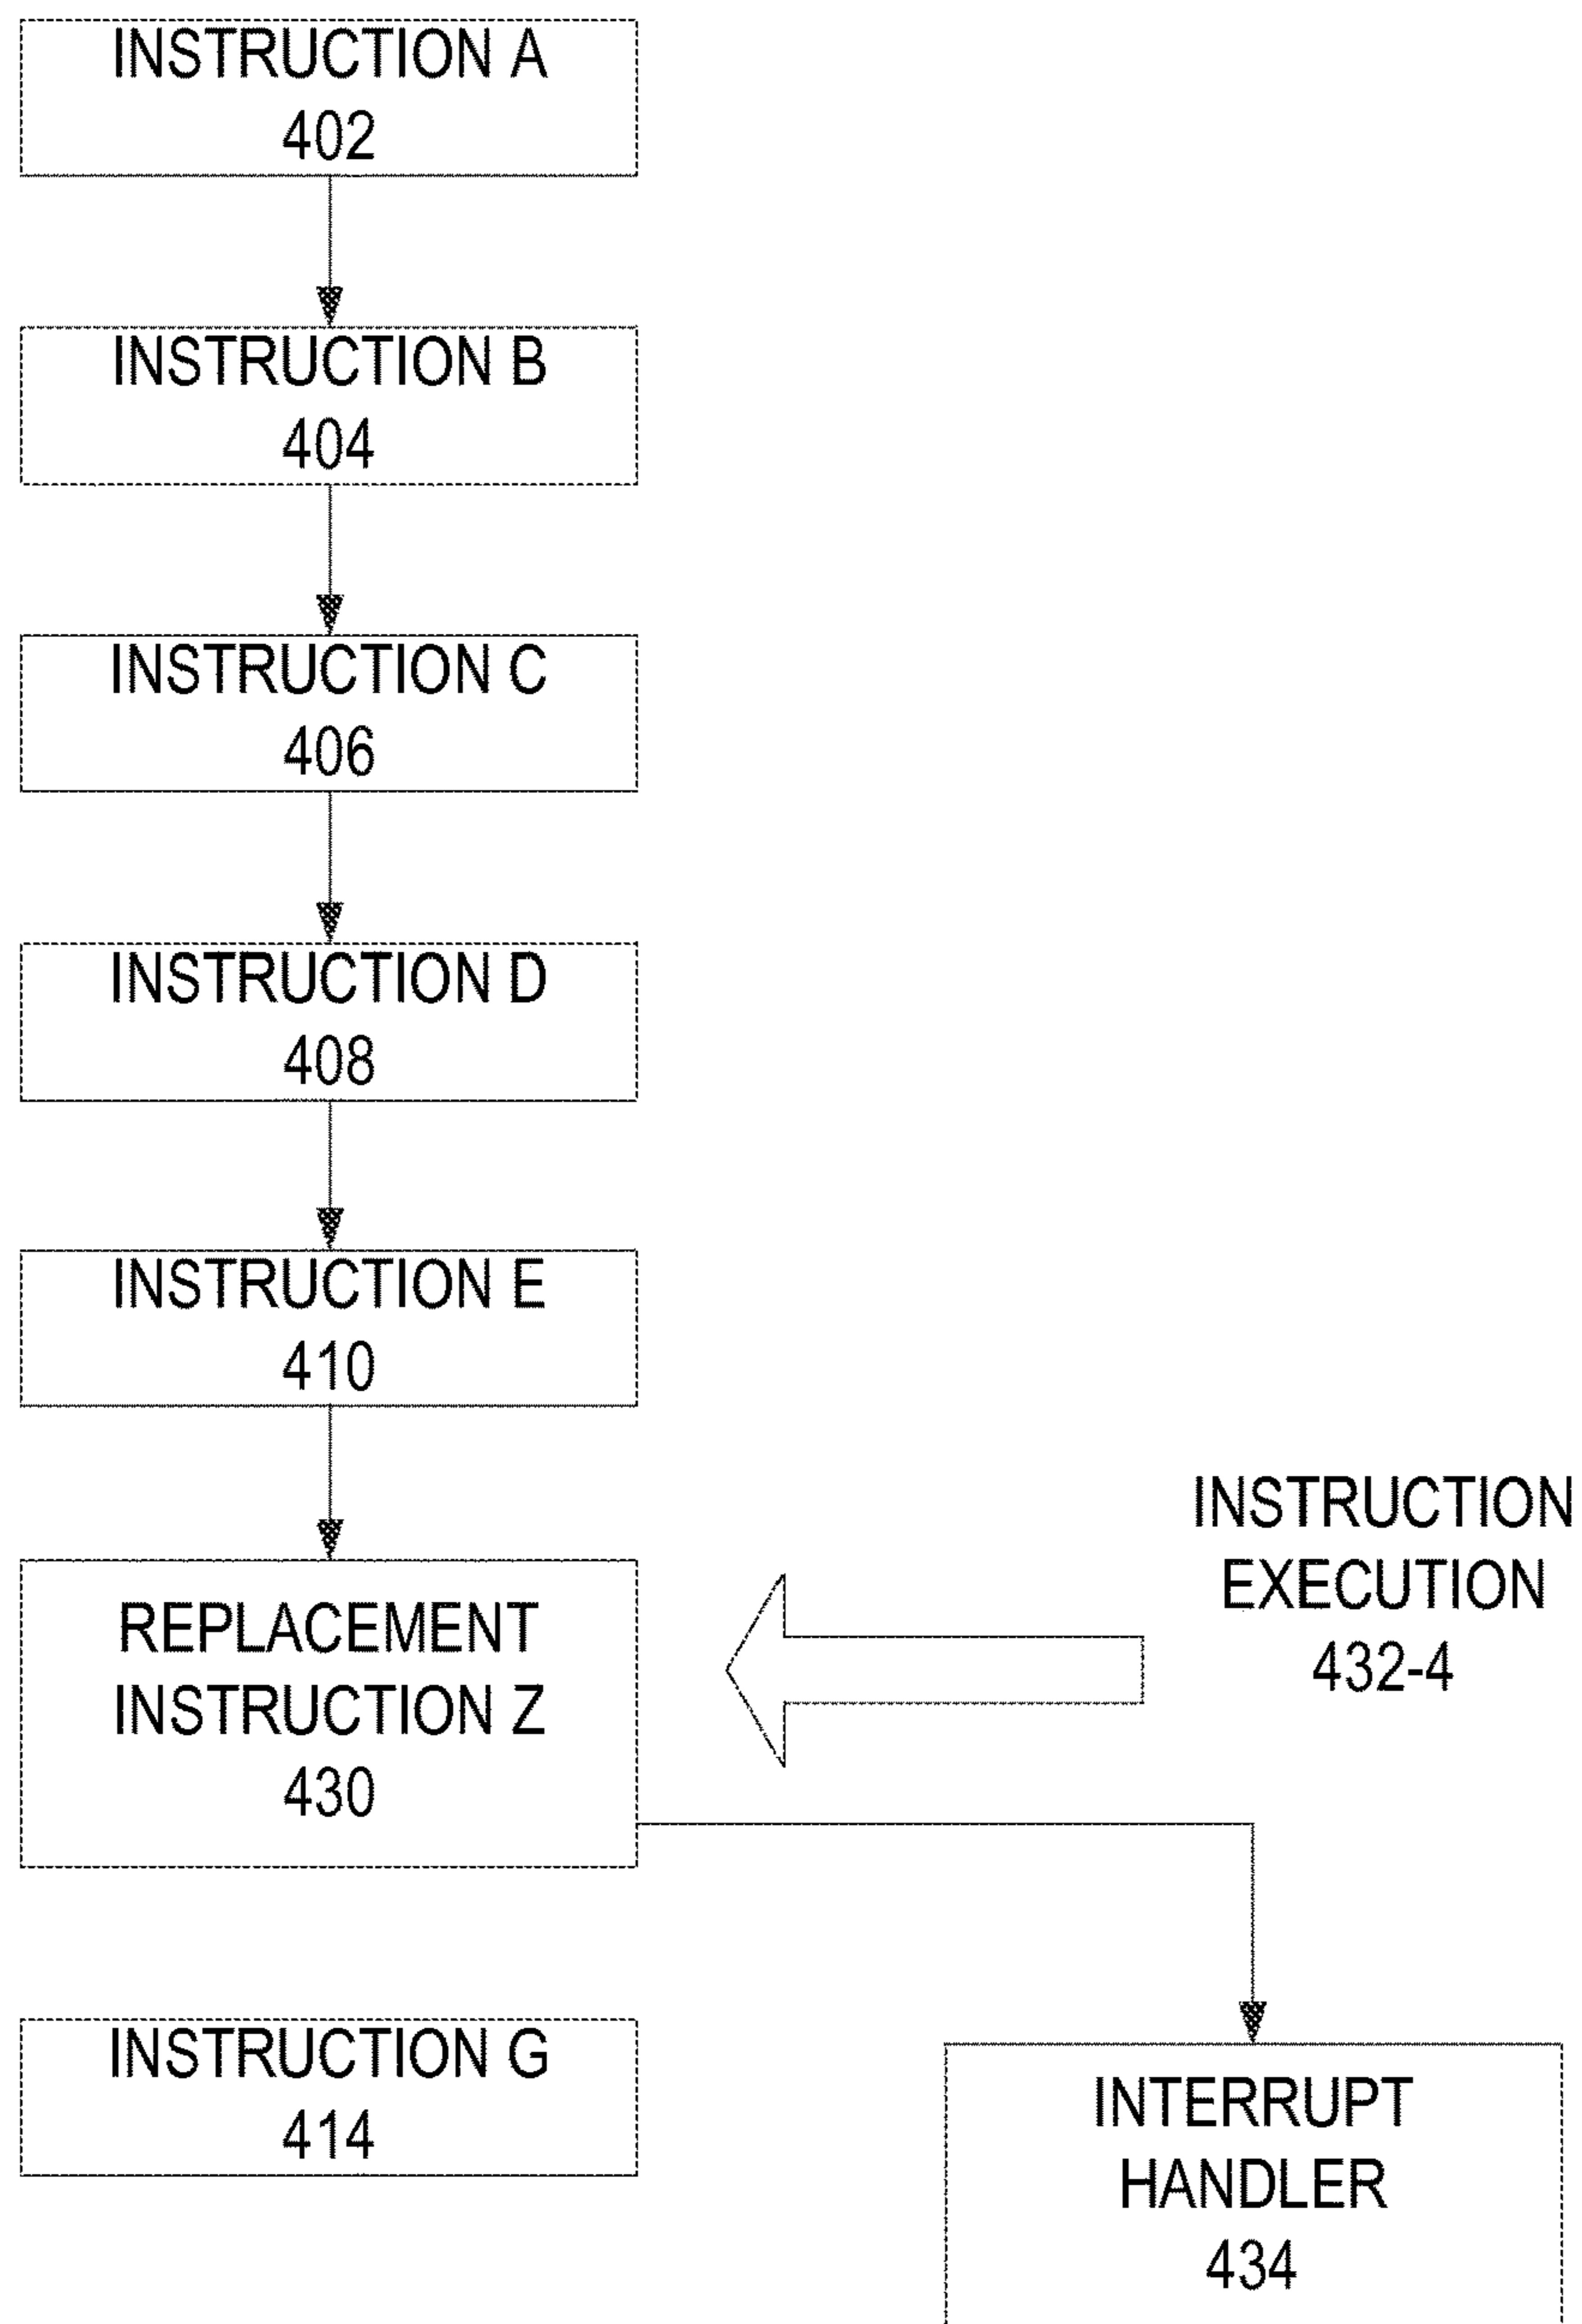 INSTRUCTION A
402
INSTRUCTION B
404
INSTRUCTION C
406
INSTRUCTION D
408
INSTRUCTION E
410
INSTRUCTION
EXECUTION
432-4
REPLACEMENT
INSTRUCTION Z
430
INSTRUCTION G
414
INTERRUPT
HANDLER
434